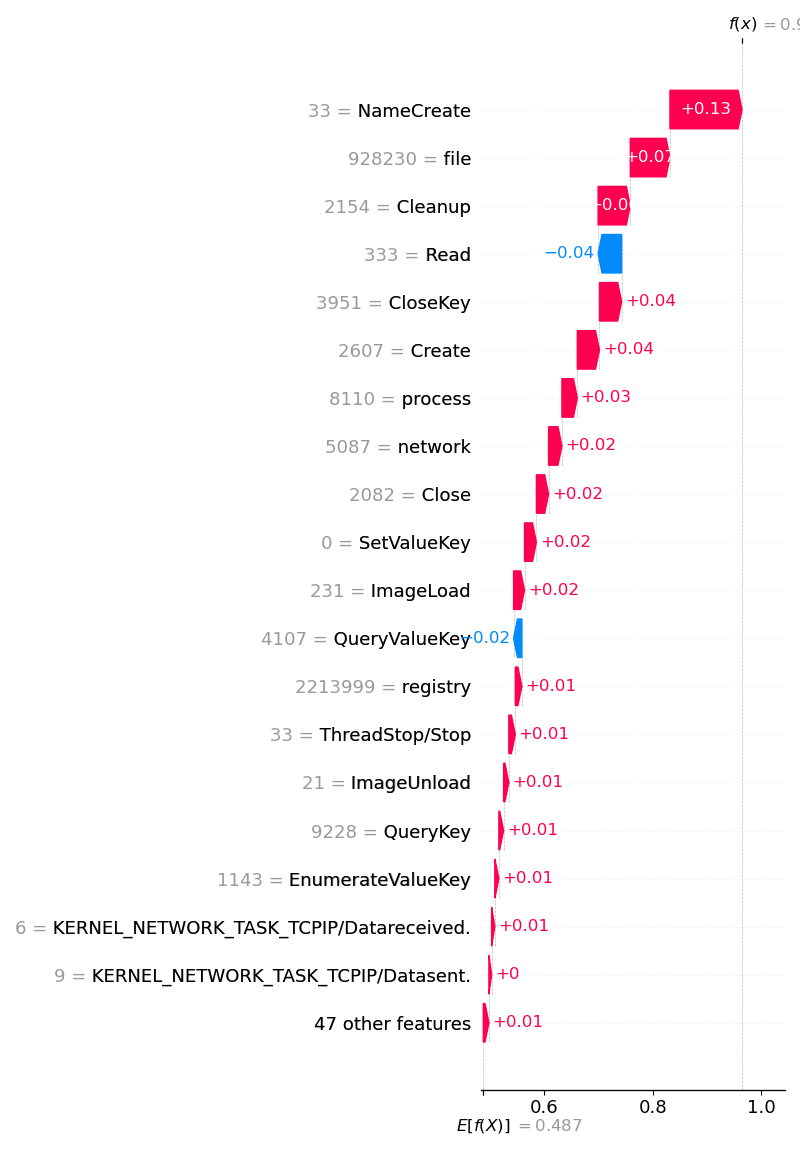 f(x) = 0.9
33 = NameCreate
+0.13
928230 = file
+0.07
2154 = Cleanup
333 = Read
−0.04
3951 = CloseKey
+0.04
2607 = Create
+0.04
8110 = process
+0.03
5087 = network
+0.02
2082 = Close
+0.02
0 = SetValueKey
+0.02
231 = ImageLoad
+0.02
4107 = QueryValueKey
−0.02
2213999 = registry
+0.01
33 = ThreadStop/Stop
+0.01
21 = ImageUnload
+0.01
9228 = QueryKey
+0.01
1143 = EnumerateValueKey
+0.01
6 = KERNEL_NETWORK_TASK_TCPIP/Datareceived.
+0.01
9 = KERNEL_NETWORK_TASK_TCPIP/Datasent.
+0
47 other features
+0.01
0.6 0.8 1.0
E[f(X)] = 0.487